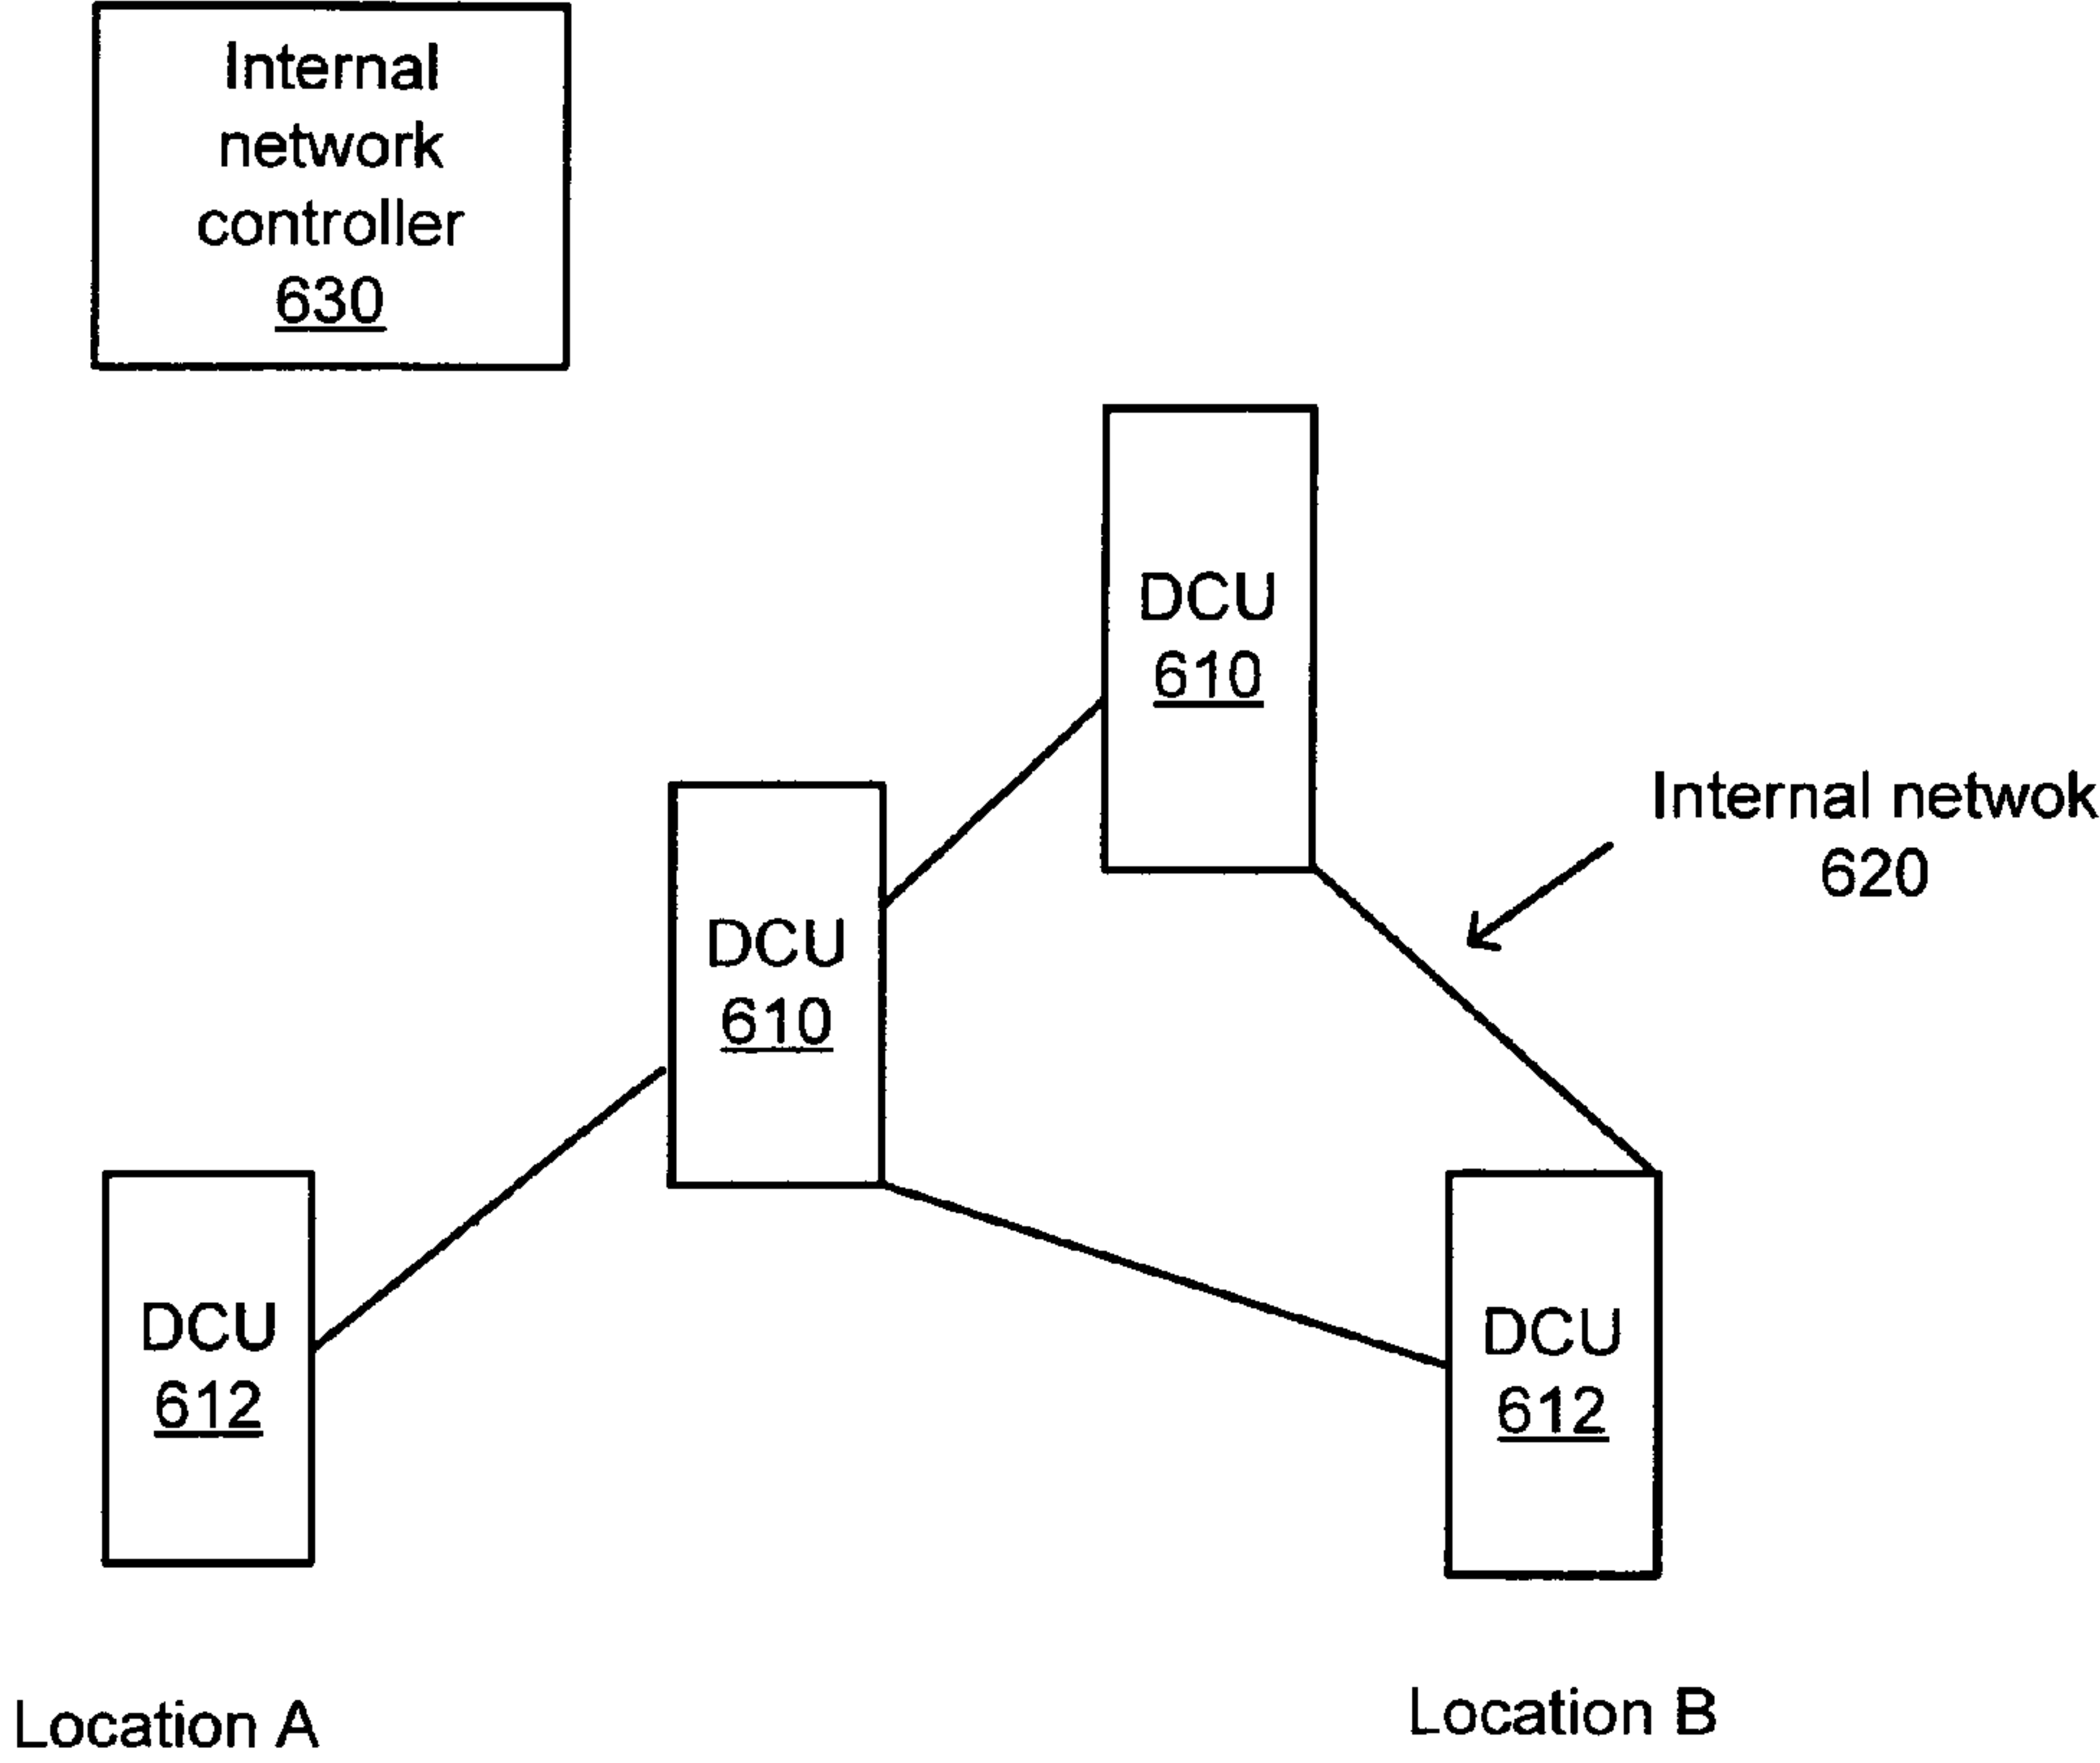 Internal
network
controller
630
DCU
610
Internal netwok
620
DCU
610
DCU
612
DCU
612
Location A
Location B